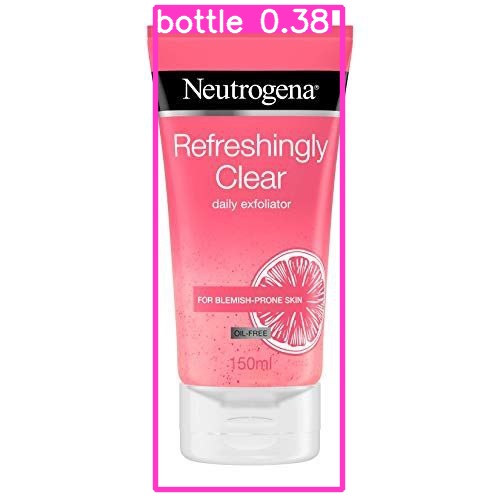 bottle 0.38
Neutrogena®
Refreshingly
Clear
daily exfoliator
FOR BLEMISH-PRONE SKIN
OIL-FREE
150ml